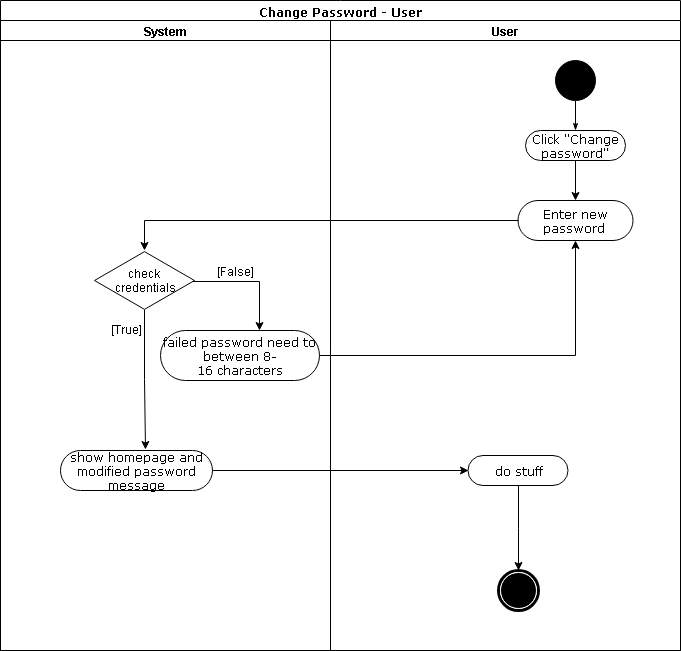 Change Password - User
System
User
Click "Change
password"
Enter new
password
check
credentials
[False]
[True]
failed password need to
between 8-
16 characters
show homepage and
modified password
message
do stuff